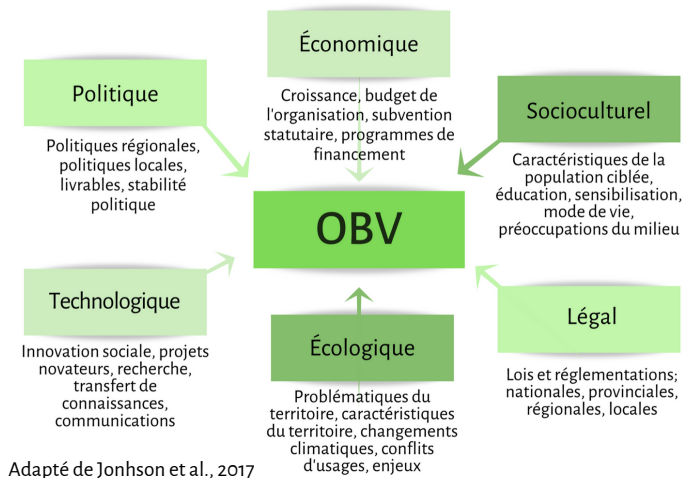 Économique
Croissance, budget de
l'organisation, subvention
statutaire, programmes de
financement
Politique
Politiques régionales,
politiques locales,
livrables, stabilité
politique
Socioculturel
Caractéristiques de la
population ciblée,
éducation, sensibilisation,
mode de vie,
préoccupations du milieu
OBV
Technologique
Innovation sociale, projets
novateurs, recherche,
transfert de
connaissances,
communications
Écologique
Problématiques du
territoire, caractéristiques
du territoire, changements
climatiques, conflits
d'usages, enjeux
Légal
Lois et réglementations;
nationales, provinciales,
régionales, locales
Adapté de Jonhson et al., 2017